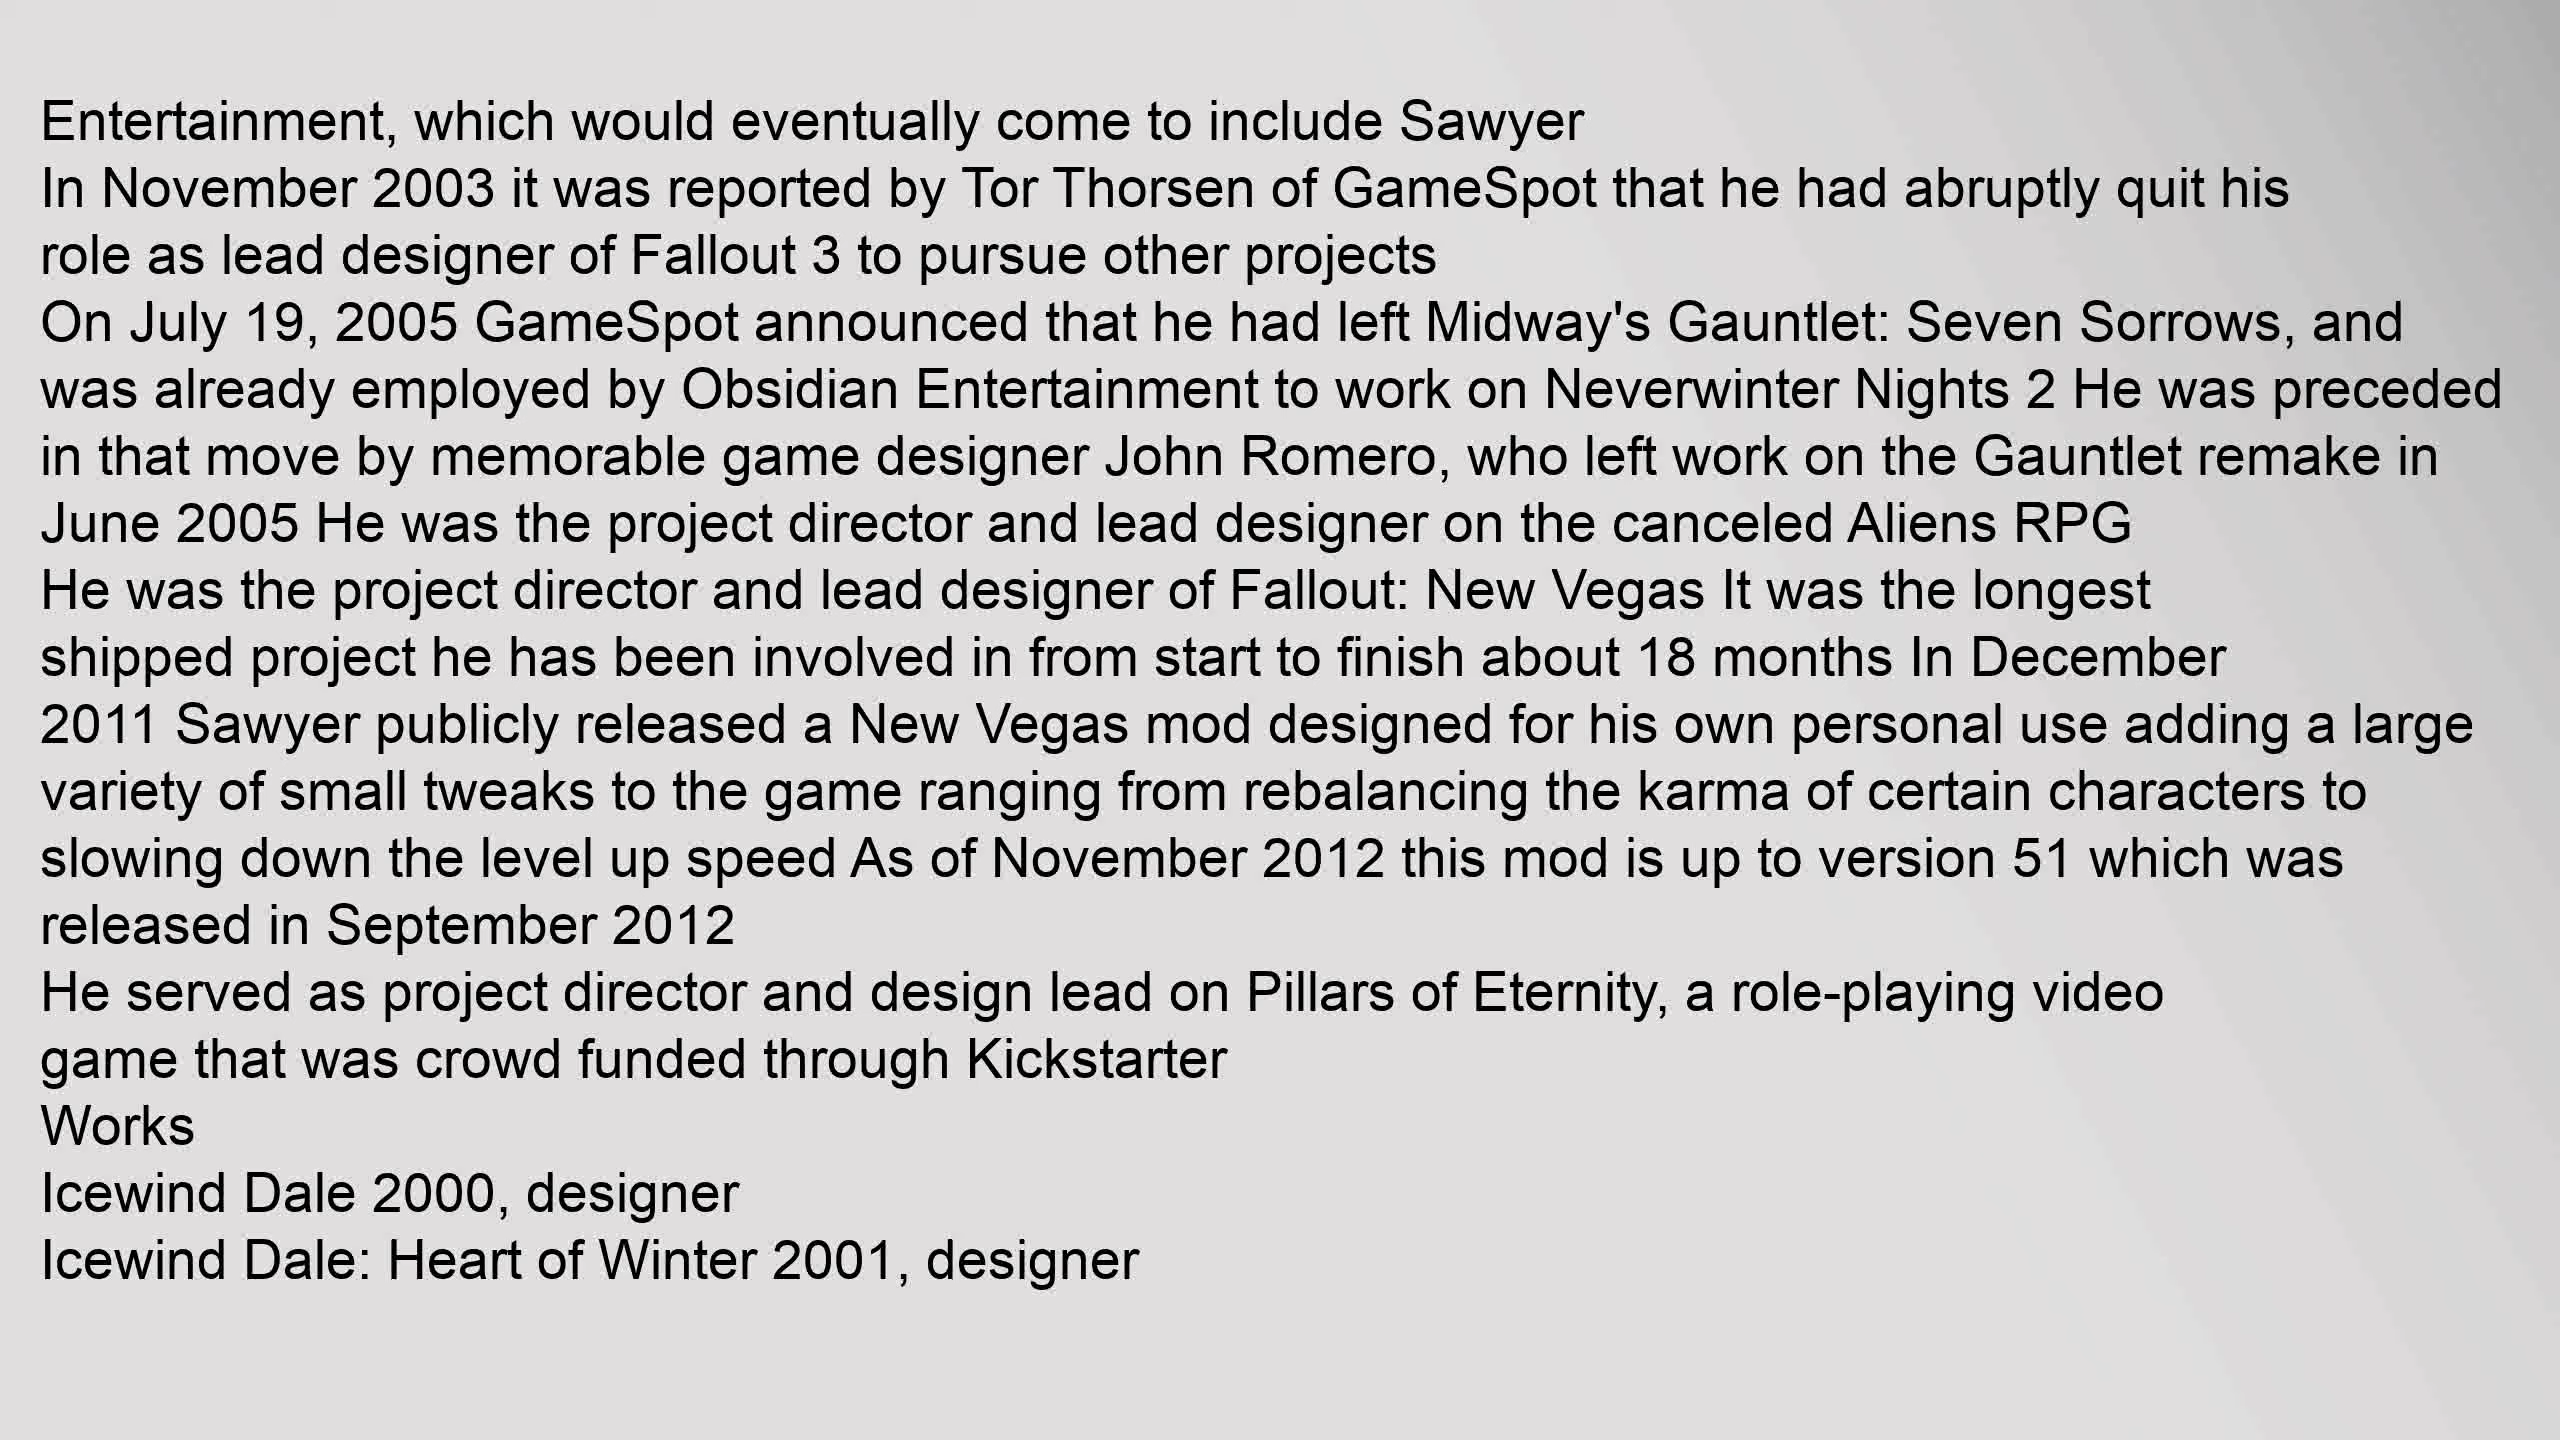 Entertainment, which would eventually come to include Sawyer
In November 2003 it was reported by Tor Thorsen of GameSpot that he had abruptly quit his
role as lead designer of Fallout 3 to pursue other projects
On July 19, 2005 GameSpot announced that he had left Midway's Gauntlet: Seven Sorrows, and
was already employed by Obsidian Entertainment to work on Neverwinter Nights 2 He was preceded
in that move by memorable game designer John Romero, who left work on the Gauntlet remake in
June 2005 He was the project director and lead designer on the canceled Aliens RPG
He was the project director and lead designer of Fallout: New Vegas It was the longest
shipped project he has been involved in from start to finish about 18 months In December
2011 Sawyer publicly released a New Vegas mod designed for his own personal use adding a large
variety of small tweaks to the game ranging from rebalancing the karma of certain characters to
slowing down the level up speed As of November 2012 this mod is up to version 51 which was
released in September 2012
He served as project director and design lead on Pillars of Eternity, a role-playing video
game that was crowd funded through Kickstarter
Works
Icewind Dale 2000, designer
Icewind Dale: Heart of Winter 2001, designer